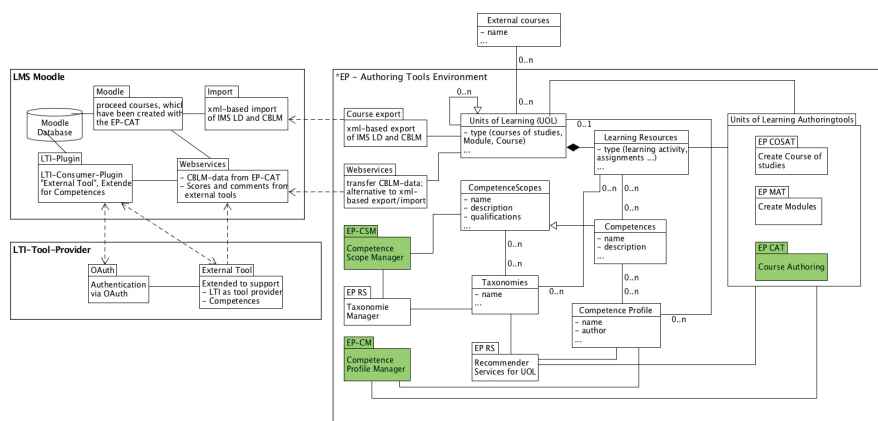 External courses
- name
...
0..n
0..n
LMS Moodle
Moodle
proceed courses, which
have been created with
the EP-CAT
Import
xml-based import
of IMS LD and CBLM
Moodle
Database
LTI-Plugin
LTI-Consumer-Plugin
"External Tool", Extende
for Competences
Webservices
- CBLM-data from EP-CAT
- Scores and comments from
external tools
LTI-Tool-Provider
OAuth
Authentication
via OAuth
External Tool
Extended to support
- LTI as tool provider
- Competences
*EP - Authoring Tools Environment
0..n
Course export
xml-based export
of IMS LD and CBLM
Units of Learning (UOL)
- type (courses of studies,
Module, Course)
...
0..1
Webservices
transfer CBLM-data;
alternative to xml-
based export/import
Learning Resources
- type (learning activity,
assignments ...)
...
0..n
0..n
CompetenceScopes
- name
- description
- qualifications
...
Competences
- name
- description
...
EP-CSM
Competence
Scope Manager
0..n
0..n
0..n
0..n
0..n
Taxonomies
- name
...
EP RS
Taxonomie
Manager
Competence Profile
- name
- author
...
0..n
EP-CM
Competence
Profile Manager
EP RS
Recommender
Services for UOL
Units of Learning Authoringtools
EP COSAT
Create Course of
studies
EP MAT
Create Modules
EP CAT
Course Authoring